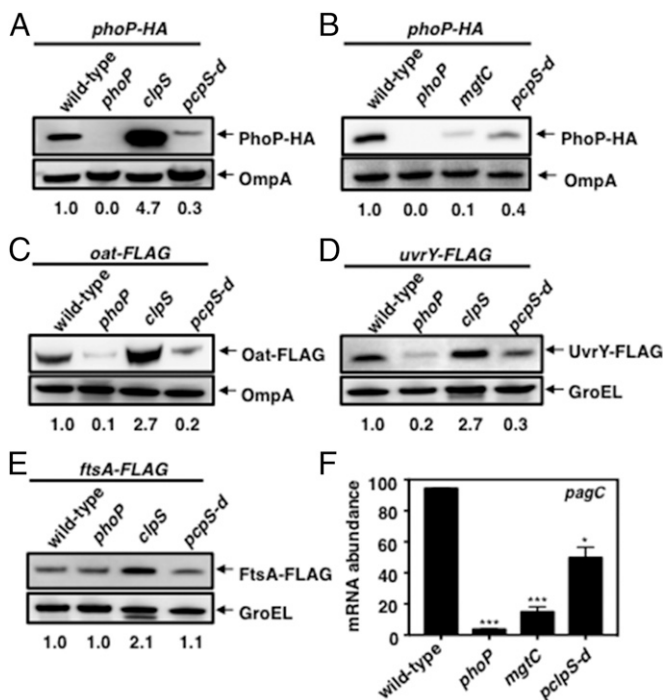 A
phoP-HA
wild-type phoP clpS pcpS-d
PhoP-HA
OmpA
1.0 0.0 4.7 0.3
B
phoP-HA
wild-type phoP mgtC pcpS-d
PhoP-HA
OmpA
1.0 0.0 0.1 0.4
C
oat-FLAG
wild-type phoP clpS pcpS-d
Oat-FLAG
OmpA
1.0 0.1 2.7 0.2
D
uvrY-FLAG
wild-type phoP clpS pcpS-d
UvrY-FLAG
GroEL
1.0 0.2 2.7 0.3
E
ftsA-FLAG
wild-type phoP clpS pcpS-d
FtsA-FLAG
GroEL
1.0 1.0 2.1 1.1
F
pagC
mRNA abundance
100
80
60
40
20
0
*** *** *
wild-type phoP mgtC pclpS-d